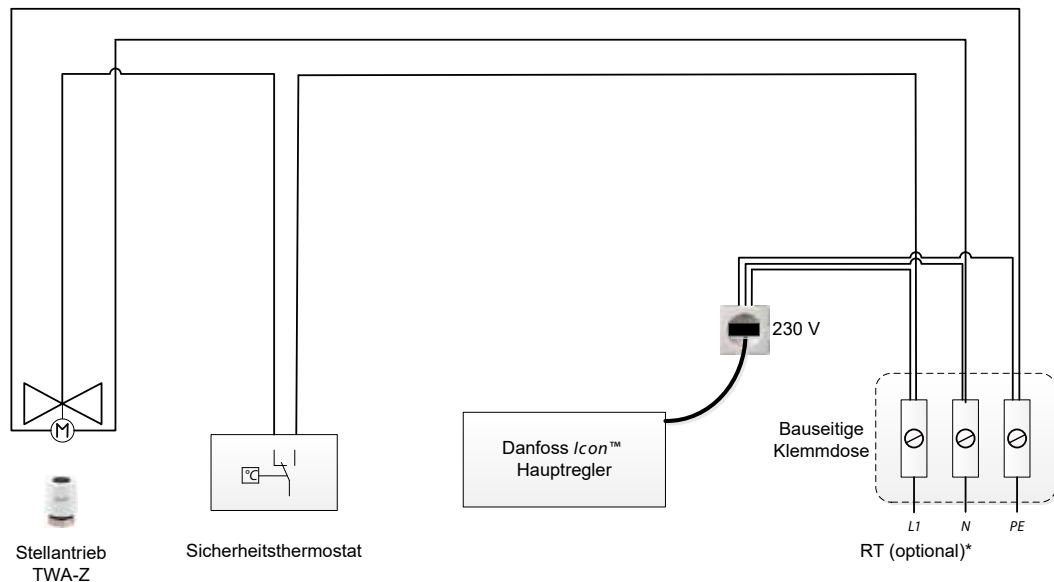 230 V
M
°C
Danfoss Icon™
Hauptregler
Bauseitige
Klemmdose
L1
N
PE
RT (optional)*
Stellantrieb
TWA-Z
Sicherheitsthermostat